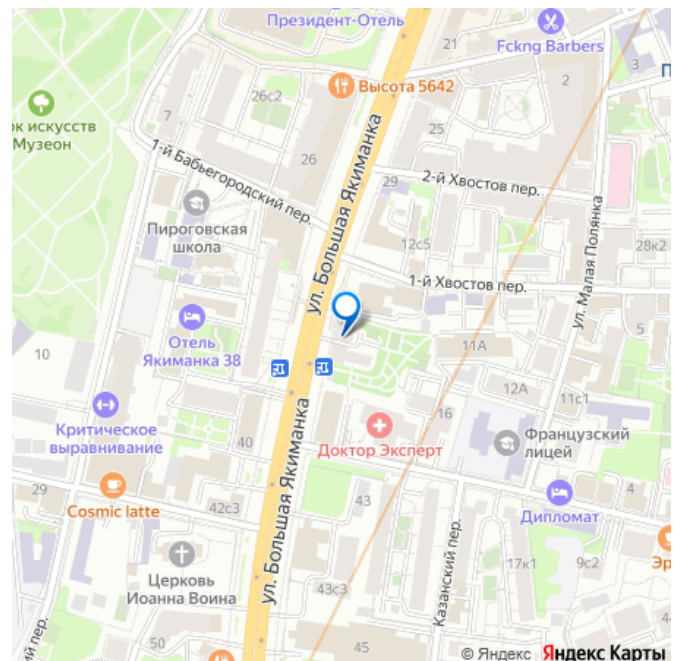 Президент-Отель
21
Fckng Barbers
3
2
26с2
Высота 5642
ок искусств
Музеон
7
25
1-й Бабьегородский пер.
26
ул. Большая Якиманка
29
2-й Хвостов пер.
Пироговская
школа
12с5
28к2
1-й Хвостов пер.
ул. Малая Полянка
Отель
Якиманка 38
5
10
11А
12А
11с1
16
Критическое
выравнивание
40
Доктор Эксперт
Французский
лицей
ул. Большая Якиманка
29
Cosmic latte
42с3
43
4
Дипломат
Казанский пер.
17к1
9с2
Эр
Церковь
Иоанна Воина
43с3
пер.
50
45
© Яндекс Яндекс Карты